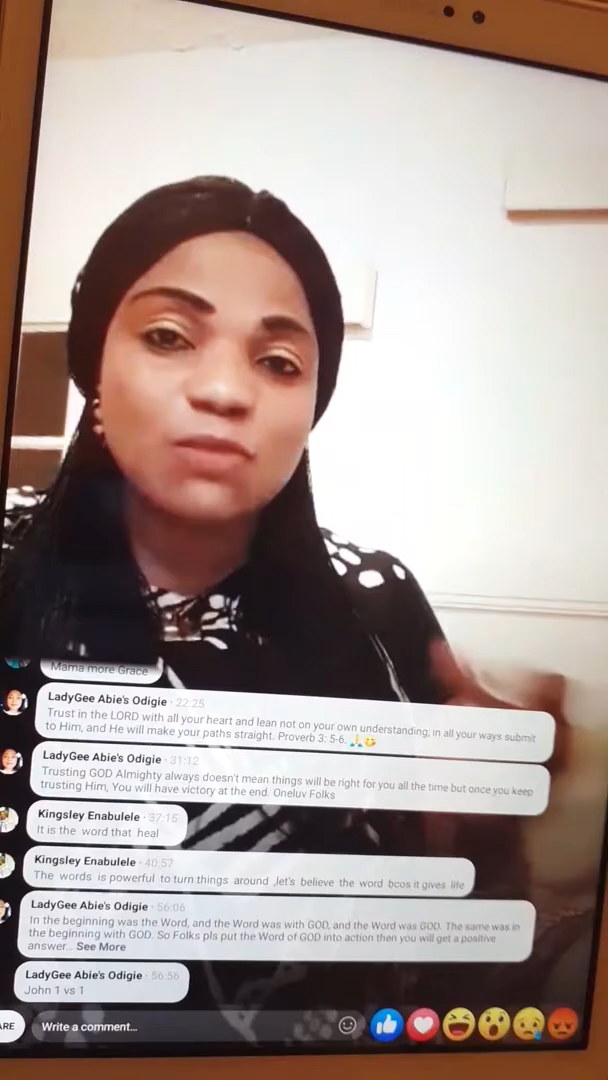 Mama more Grace
LadyGee Abie's Odigie · 22:25
Trust in the LORD with all your heart and lean not on your own understanding; in all your ways submit
to Him, and He will make your paths straight. Proverb 3: 5-6. 🙏😘
LadyGee Abie's Odigie · 31:12
Trusting GOD Almighty always doesn't mean things will be right for you all the time but once you keep
trusting Him, You will have victory at the end. Oneluv Folks
Kingsley Enabulele · 37:15
It is the word that heal
Kingsley Enabulele · 40:57
The words is powerful to turn things around ,let's believe the word bcos it gives life
LadyGee Abie's Odigie · 56:06
In the beginning was the Word, and the Word was with GOD, and the Word was GOD. The same was in
the beginning with GOD. So Folks pls put the Word of GOD into action then you will get a positive
answer... See More
LadyGee Abie's Odigie · 56:56
John 1 vs 1
ARE
Write a comment...